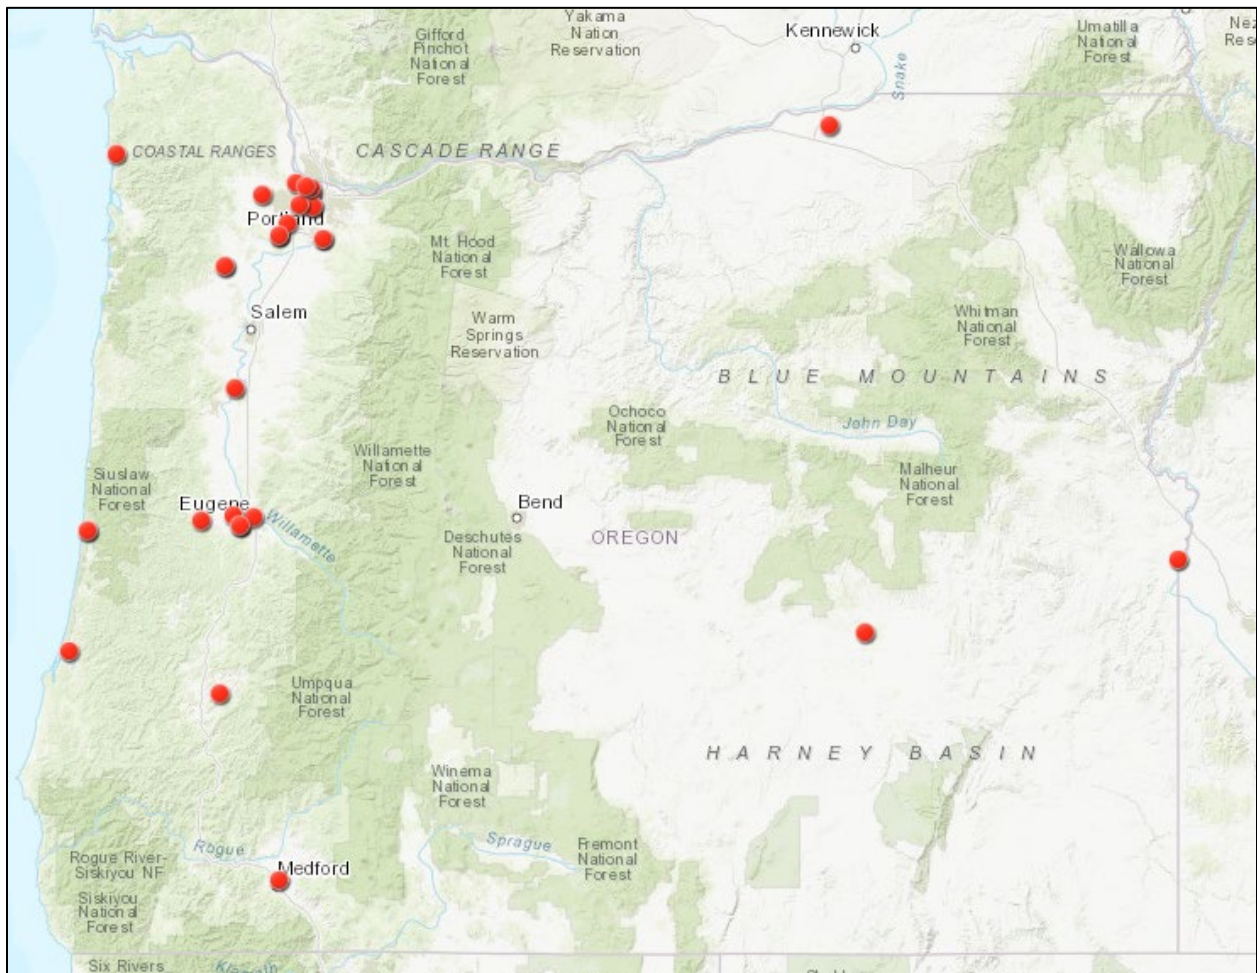 Yakama
Nation
Reservation
Gifford
Pinchot
National
Forest
Kennewick
Umatilla
National
Forest
Snake
COASTAL RANGES
CASCADE RANGE
Portland
Mt. Hood
National
Forest
Wallowa
National
Forest
Salem
Warm
Springs
Reservation
Whitman
National
Forest
BLUE MOUNTAINS
Ochoco
National
Forest
John Day
Siuslaw
National
Forest
Willamette
National
Forest
Malheur
National
Forest
Eugene
Bend
Willamette
Deschutes
National
Forest
OREGON
Umpqua
National
Forest
HARNEY BASIN
Winema
National
Forest
Rogue
Sprague
Fremont
National
Forest
Medford
Rogue River-
Siskiyou NF
Siskiyou
National
Forest
Six Rivers